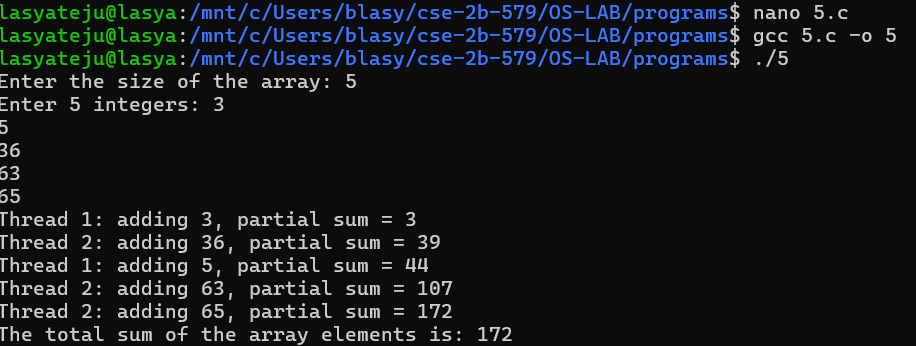 lasyateju@lasya:/mnt/c/Users/blasy/cse-2b-579/OS-LAB/programs$ nano 5.c
lasyateju@lasya:/mnt/c/Users/blasy/cse-2b-579/OS-LAB/programs$ gcc 5.c -o 5
lasyateju@lasya:/mnt/c/Users/blasy/cse-2b-579/OS-LAB/programs$ ./5
Enter the size of the array: 5
Enter 5 integers: 3
5
36
63
65
Thread 1: adding 3, partial sum = 3
Thread 2: adding 36, partial sum = 39
Thread 1: adding 5, partial sum = 44
Thread 2: adding 63, partial sum = 107
Thread 2: adding 65, partial sum = 172
The total sum of the array elements is: 172